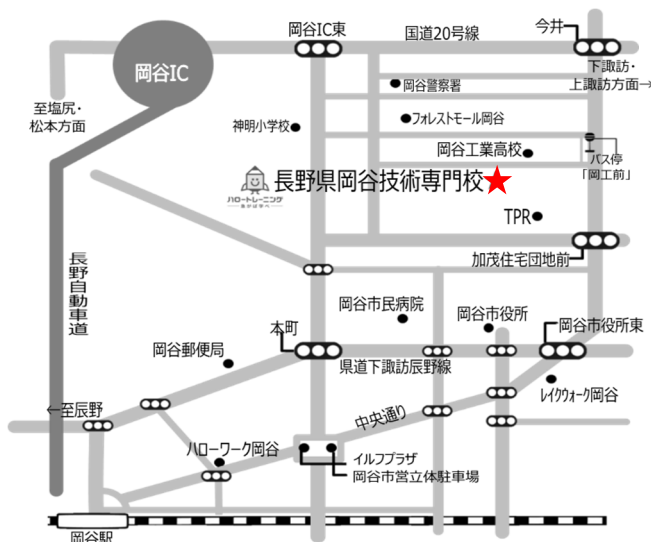 岡谷IC東
国道20号線
今井
下諏訪・
上諏訪方面→
岡谷IC
至塩尻・
松本方面
岡谷警察署
フォレストモール岡谷
神明小学校
岡谷工業高校
バス停
「岡工前」
ハロートレーニング
長野県岡谷技術専門校
TPR
加茂住宅団地前
長野自動車道
岡谷市民病院
岡谷市役所
本町
岡谷市役所東
岡谷郵便局
県道下諏訪辰野線
レイクウォーク岡谷
←至辰野
中央通り
ハローワーク岡谷
イルフプラザ
岡谷市営立体駐車場
岡谷駅